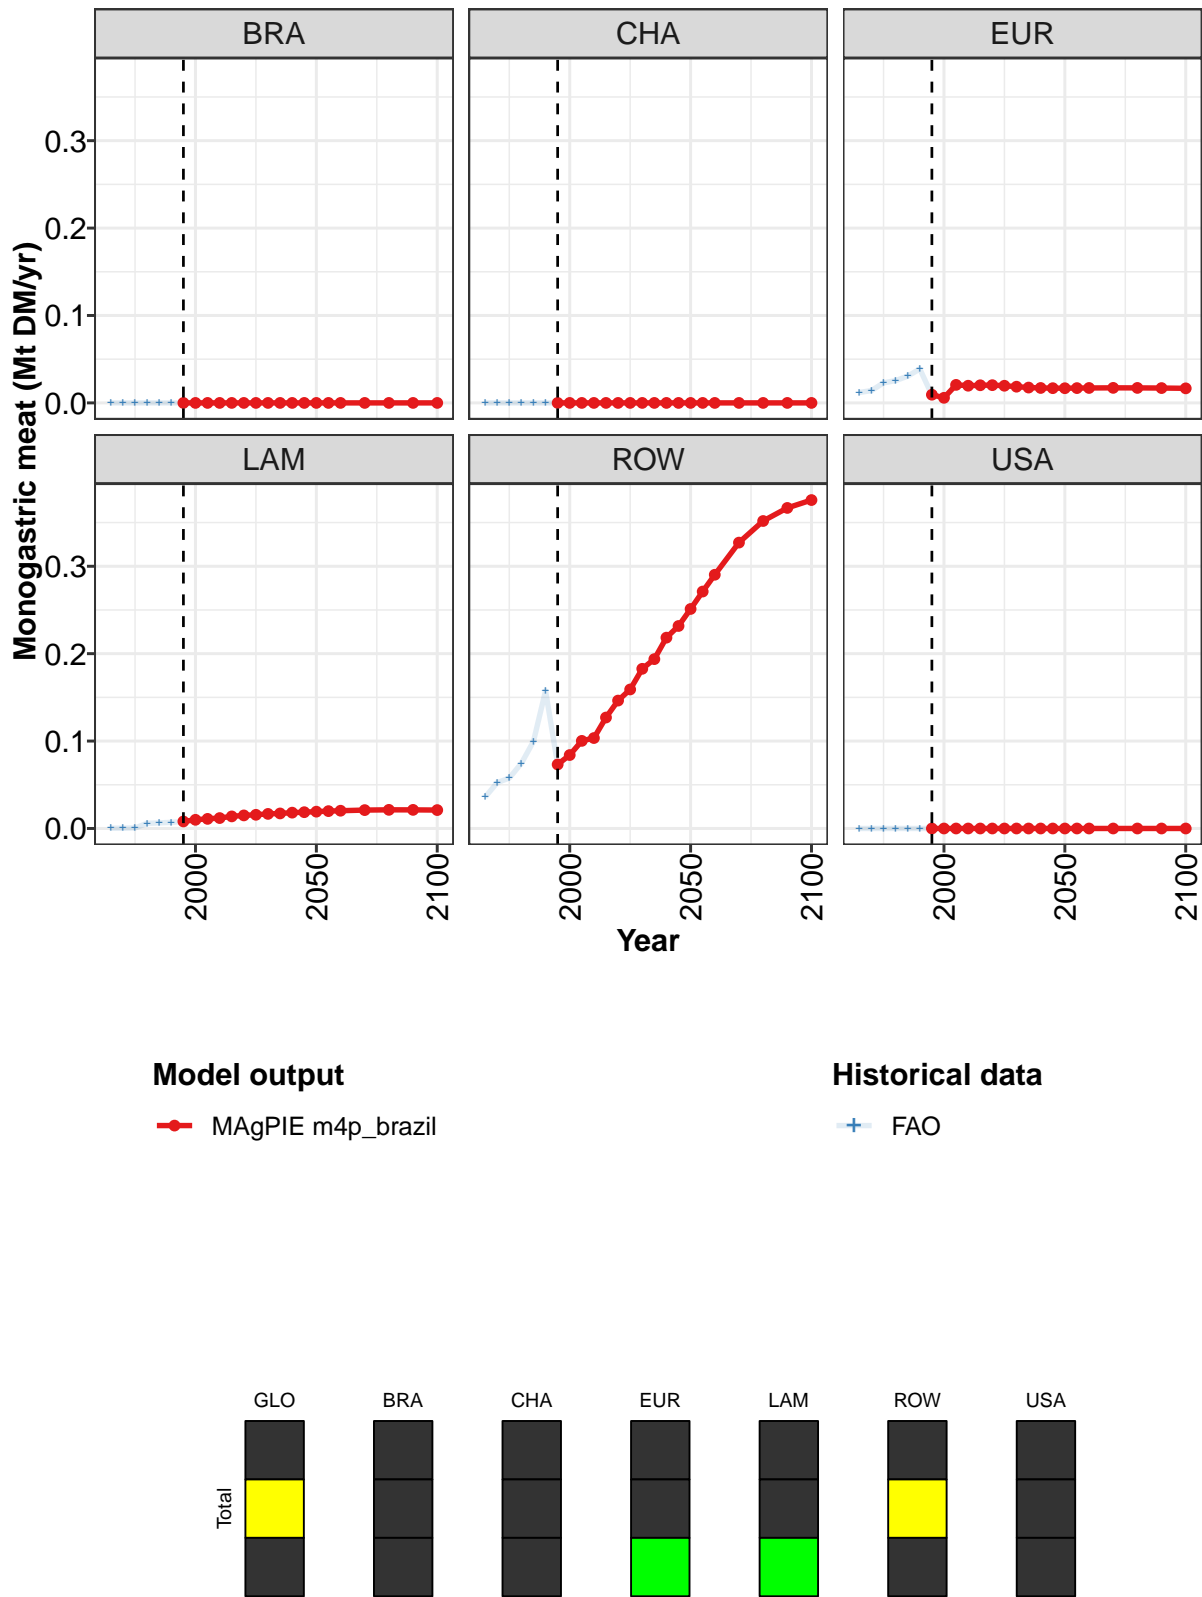 BRA CHA EUR
0.3
0.2
0.1
0.0
Monogastric meat (Mt DM/yr)
LAM ROW USA
0.3
0.2
0.1
0.0
2000 2050 2100 2000 2050 2100 2000 2050 2100
Year
Model output Historical data
MAgPIE m4p_brazil FAO
GLO BRA CHA EUR LAM ROW USA
Total